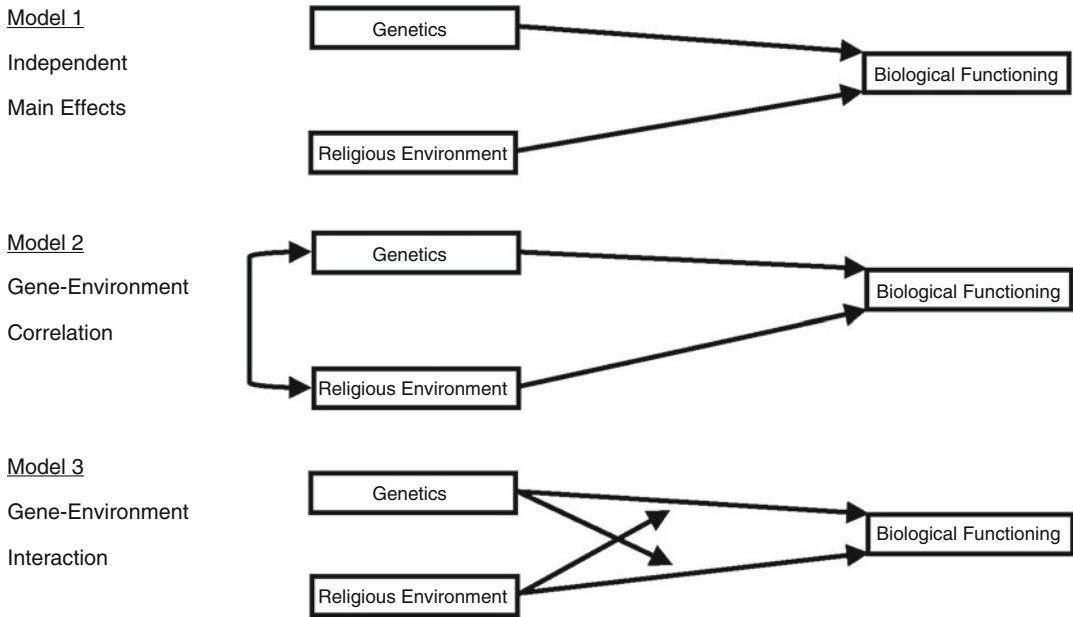 Model 1
Independent
Main Effects
Genetics
Religious Environment
Biological Functioning
Model 2
Gene-Environment
Correlation
Genetics
Religious Environment
Biological Functioning
Model 3
Gene-Environment
Interaction
Genetics
Religious Environment
Biological Functioning